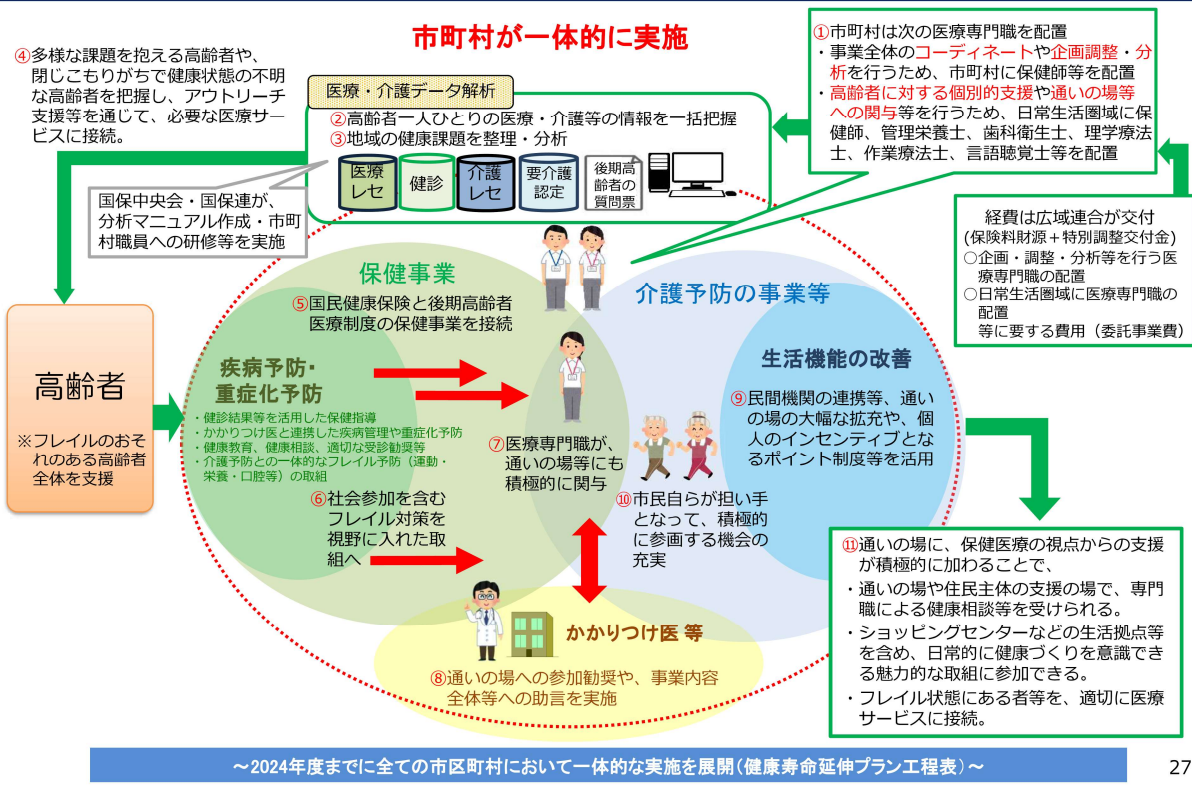 市町村が一体的に実施
①市町村は次の医療専門職を配置
・事業全体のコーディネートや企画調整・分
析を行うため、市町村に保健師等を配置
・高齢者に対する個別的支援や通いの場等
への関与等を行うため、日常生活圏域に保
健師、管理栄養士、歯科衛生士、理学療法
士、作業療法士、言語聴覚士等を配置
④多様な課題を抱える高齢者や、
閉じこもりがちで健康状態の不明
な高齢者を把握し、アウトリーチ
支援等を通じて、必要な医療サー
ビスに接続。
医療・介護データ解析
②高齢者一人ひとりの医療・介護等の情報を一括把握
③地域の健康課題を整理・分析
医療
レセ
健診
介護
レセ
要介護
認定
後期高
齢者の
質問票
国保中央会・国保連が、
分析マニュアル作成・市町
村職員への研修等を実施
経費は広域連合が交付
(保険料財源＋特別調整交付金)
○企画・調整・分析等を行う医
療専門職の配置
○日常生活圏域に医療専門職の
配置
等に要する費用（委託事業費）
保健事業
⑤国民健康保険と後期高齢者
医療制度の保健事業を接続
介護予防の事業等
高齢者
※フレイルのおそ
れのある高齢者
全体を支援
疾病予防・
重症化予防
・健診結果等を活用した保健指導
・かかりつけ医と連携した疾病管理や重症化予防
・健康教育、健康相談、適切な受診勧奨等
・介護予防との一体的なフレイル予防（運動・
栄養・口腔等）の取組
⑥社会参加を含む
フレイル対策を
視野に入れた取
組へ
⑦医療専門職が、
通いの場等にも
積極的に関与
生活機能の改善
⑨民間機関の連携等、通い
の場の大幅な拡充や、個
人のインセンティブとな
るポイント制度等を活用
⑩市民自らが担い手
となって、積極的
に参画する機会の
充実
かかりつけ医 等
⑧通いの場への参加勧奨や、事業内容
全体等への助言を実施
⑪通いの場に、保健医療の視点からの支援
が積極的に加わることで、
・通いの場や住民主体の支援の場で、専門
職による健康相談等を受けられる。
・ショッピングセンターなどの生活拠点等
を含め、日常的に健康づくりを意識でき
る魅力的な取組に参加できる。
・フレイル状態にある者等を、適切に医療
サービスに接続。
～2024年度までに全ての市区町村において一体的な実施を展開(健康寿命延伸プラン工程表)～
27